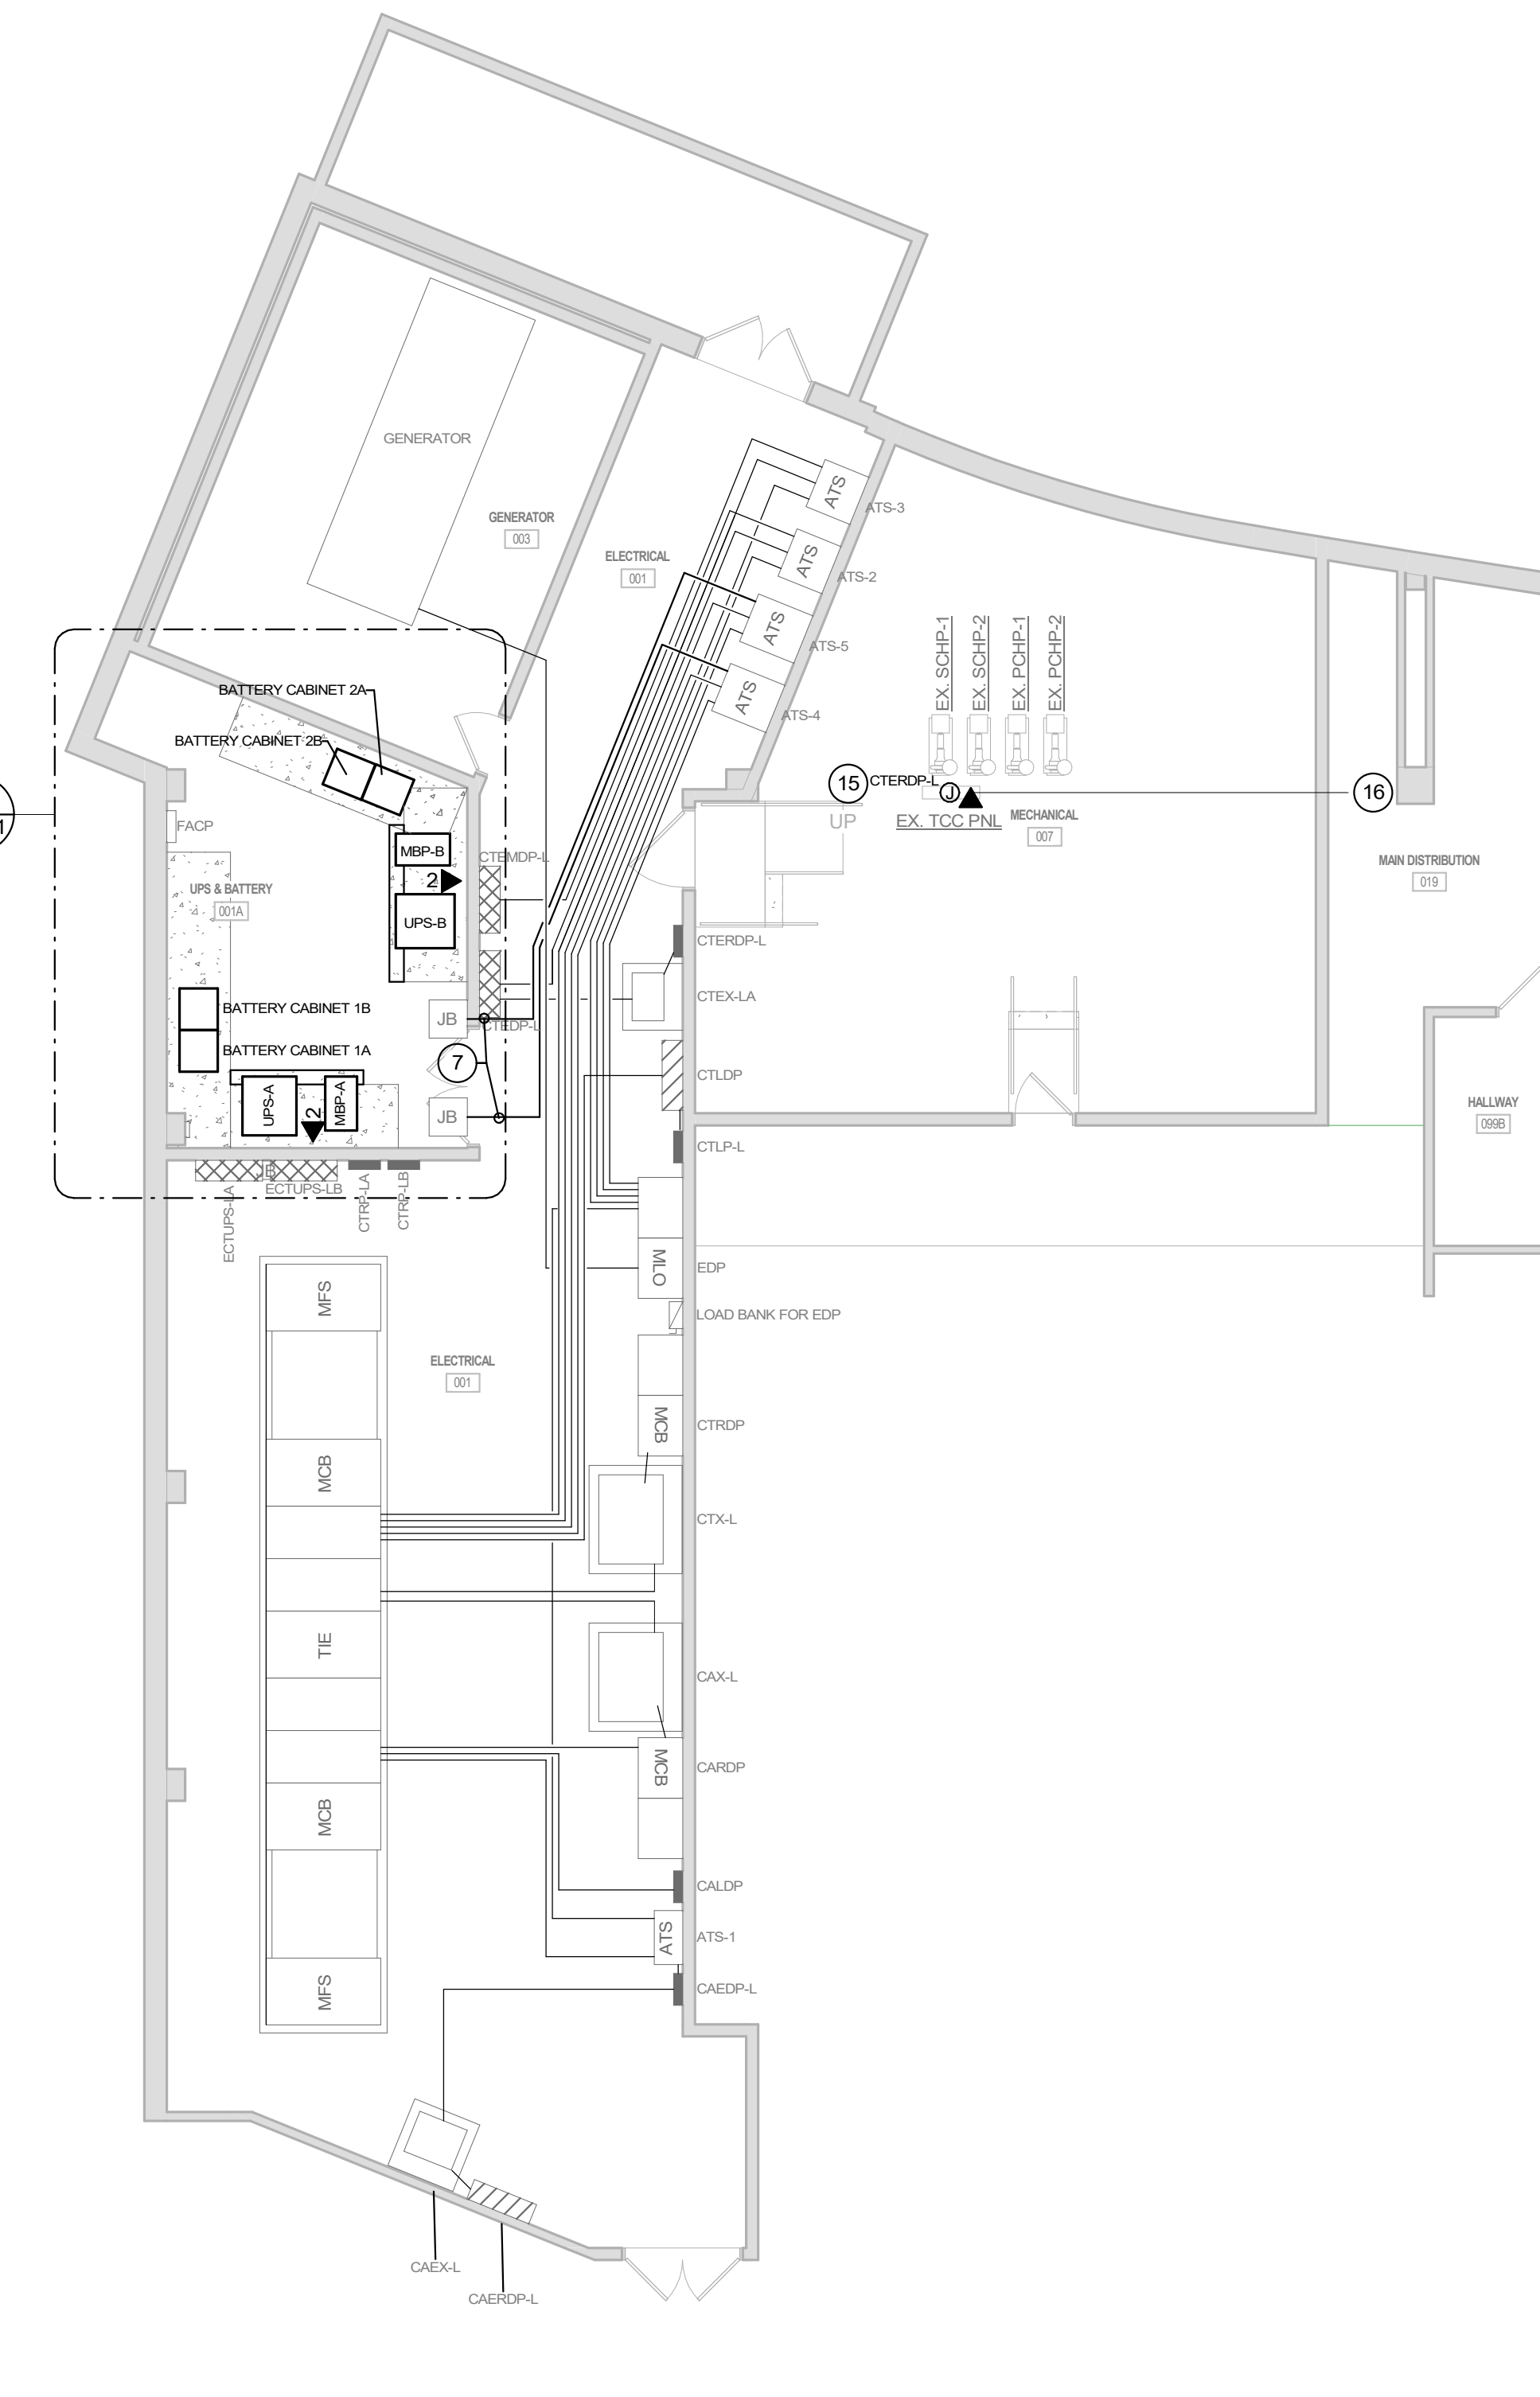 GENERATOR
GENERATOR
003
ELECTRICAL
001
ATS
ATS-3
ATS
ATS-2
ATS
ATS-5
ATS
ATS-4
EX. SCHP-1
EX. SCHP-2
EX. PCHP-1
EX. PCHP-2
BATTERY CABINET 2A
BATTERY CABINET 2B
15
CTERDP-L
J
16
EX. TCC PNL
MECHANICAL
007
UP
1
FACP
MBP-B
CTEMDP-L
2
UPS & BATTERY
001A
UPS-B
MAIN DISTRIBUTION
019
CTERDP-L
CTEX-LA
BATTERY CABINET 1B
JB
CTEDP-L
BATTERY CABINET 1A
7
CTLDP
UPS-A
2
MBP-A
JB
HALLWAY
099B
CTLP-L
ECTUPS-LA
ECTUPS-LB
CTRP-LA
CTRP-LB
MLO
EDP
LOAD BANK FOR EDP
MFS
ELECTRICAL
001
MCB
CTRDP
MCB
CTX-L
TIE
CAX-L
MCB
CARDP
MCB
CALDP
ATS
ATS-1
MFS
CAEDP-L
CAEX-L
CAERDP-L